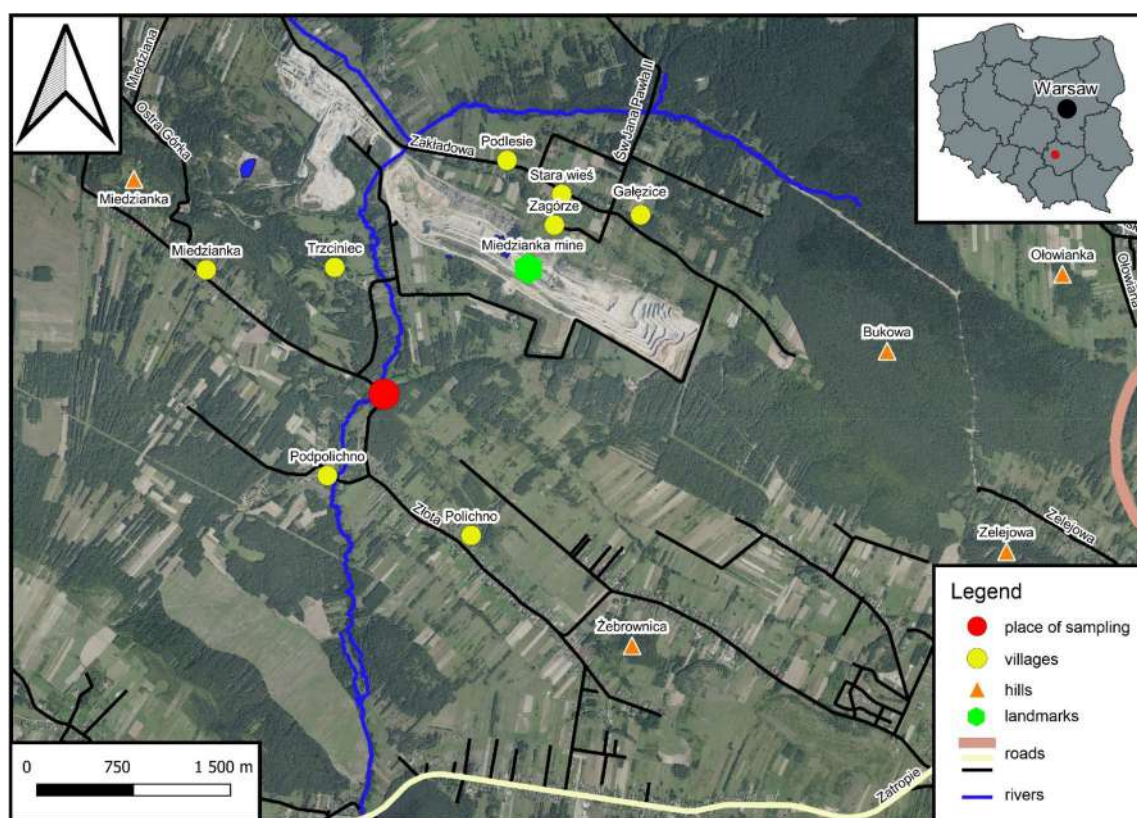 Miedziana
Ostra Górka
Warsaw
Św Jana Pawła II
Zakładowa
Podlesie
Stara wieś
Gałęzice
Zagórze
Miedzianka
Miedzianka mine
Miedzianka
Trzciniec
Ołowianka
Ołowiana
Bukowa
Podpolichno
Złota
Polichno
Zelejowa
Zelejowa
Żebrownica
Zatropie
Legend
place of sampling
villages
hills
landmarks
roads
rivers
0 750 1 500 m